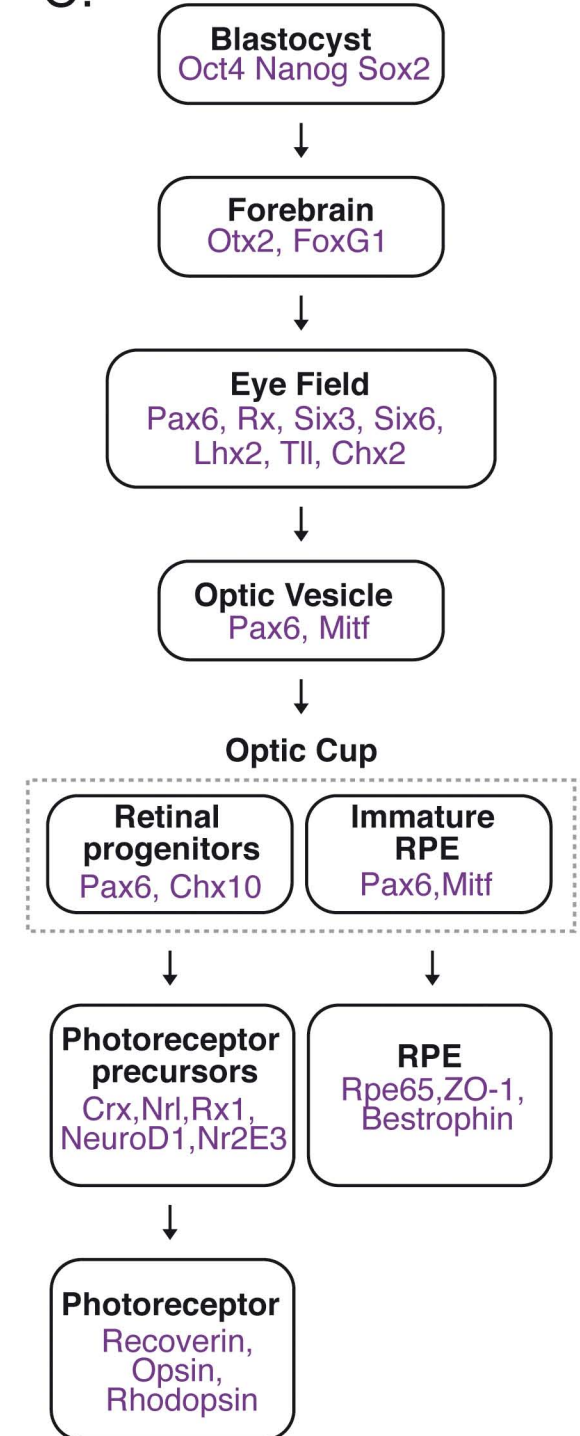 Blastocyst
Oct4 Nanog Sox2
Forebrain
Otx2, FoxG1
Eye Field
Pax6, Rx, Six3, Six6,
Lhx2, Tll, Chx2
Optic Vesicle
Pax6, Mitf
Optic Cup
Retinal
progenitors
Pax6, Chx10
Immature
RPE
Pax6,Mitf
Photoreceptor
precursors
Crx,Nrl,Rx1,
NeuroD1,Nr2E3
RPE
Rpe65,ZO-1,
Bestrophin
Photoreceptor
Recoverin,
Opsin,
Rhodopsin